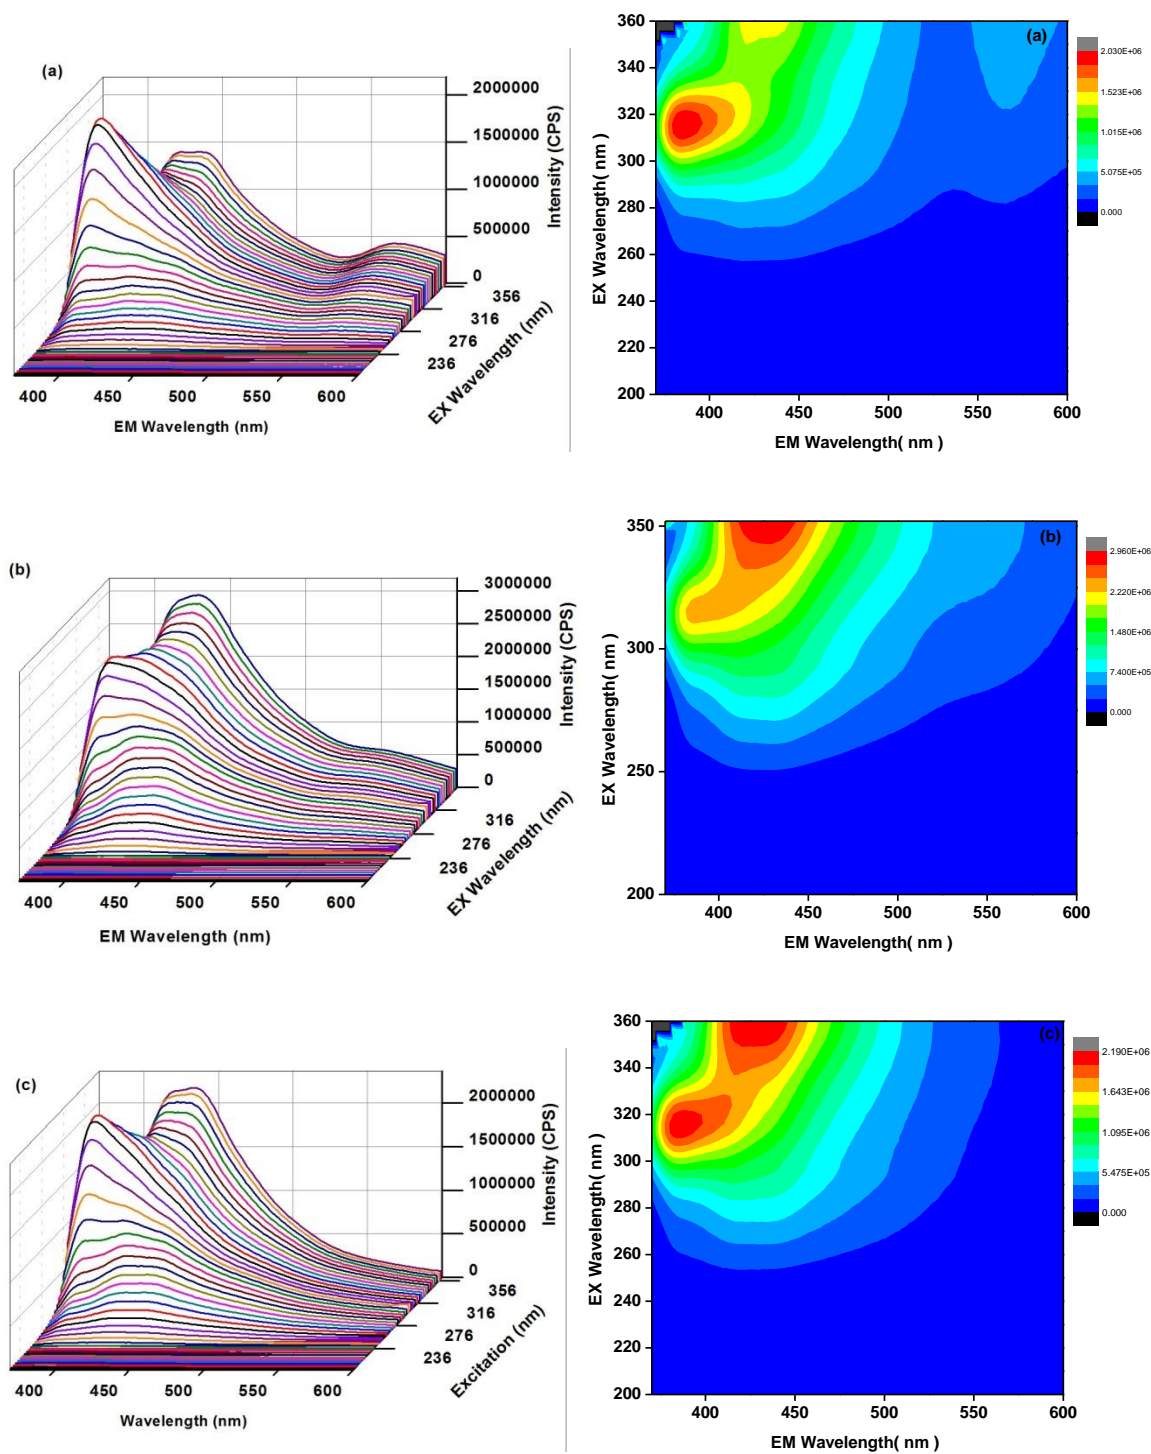 (a)
2000000
1500000
1000000
500000
0
Intensity (CPS)
356
316
276
236
EX Wavelength (nm)
400 450 500 550 600
EM Wavelength (nm)
360
340
320
300
280
260
240
220
200
EX Wavelength( nm )
(a)
400 450 500 550 600
EM Wavelength( nm )
2.030E+06
1.523E+06
1.015E+06
5.075E+05
0.000
(b)
3000000
2500000
2000000
1500000
1000000
500000
0
Intensity (CPS)
316
276
236
EX Wavelength (nm)
400 450 500 550 600
EM Wavelength (nm)
350
300
250
200
EX Wavelength( nm )
(b)
400 450 500 550 600
EM Wavelength( nm )
2.960E+06
2.220E+06
1.480E+06
7.400E+05
0.000
(c)
2000000
1500000
1000000
500000
0
Intensity (CPS)
356
316
276
236
Excitation (nm)
400 450 500 550 600
Wavelength (nm)
360
340
320
300
280
260
240
220
200
EX Wavelength( nm )
(c)
400 450 500 550 600
EM Wavelength( nm )
2.190E+06
1.643E+06
1.095E+06
5.475E+05
0.000